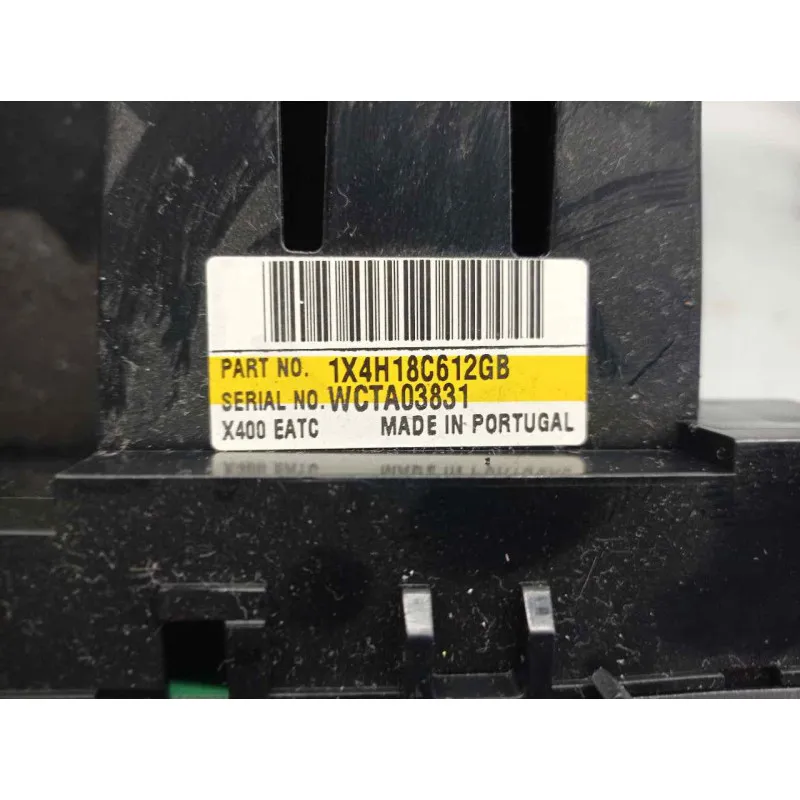 PART NO. 1X4H18C612GB
SERIAL NO. WCTA03831
X400 EATC MADE IN PORTUGAL